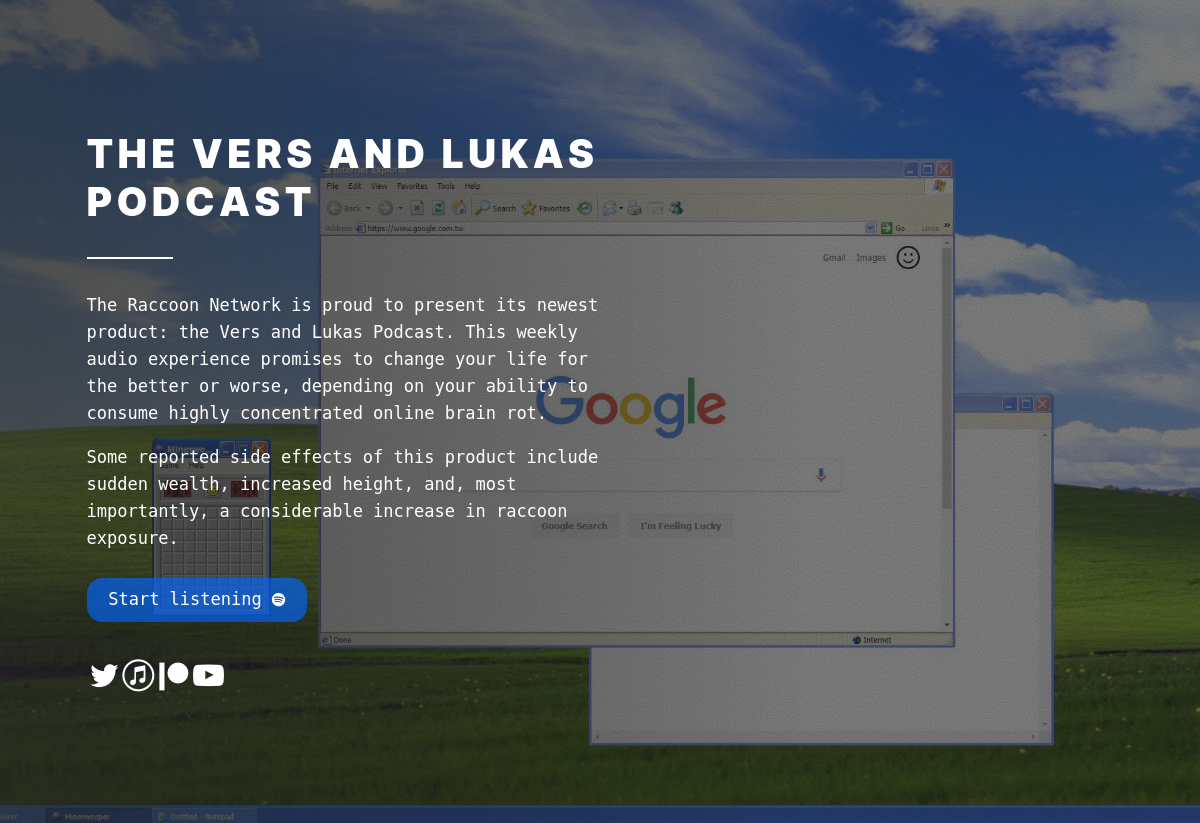 THE VERS AND LUKAS
PODCAST
Internet Explorer
File Edit View Favorites Tools Help
Back Search Favorites
Address https://www.google.com.tw Go Links »
Gmail Images
The Raccoon Network is proud to present its newest
product: the Vers and Lukas Podcast. This weekly
audio experience promises to change your life for
the better or worse, depending on your ability to
consume highly concentrated online brain rot.
Google
Help
Some reported side effects of this product include
sudden wealth, increased height, and, most
importantly, a considerable increase in raccoon
exposure.
Google Search I'm Feeling Lucky
Start listening
Done Internet
Minesweeper Untitled - Notepad